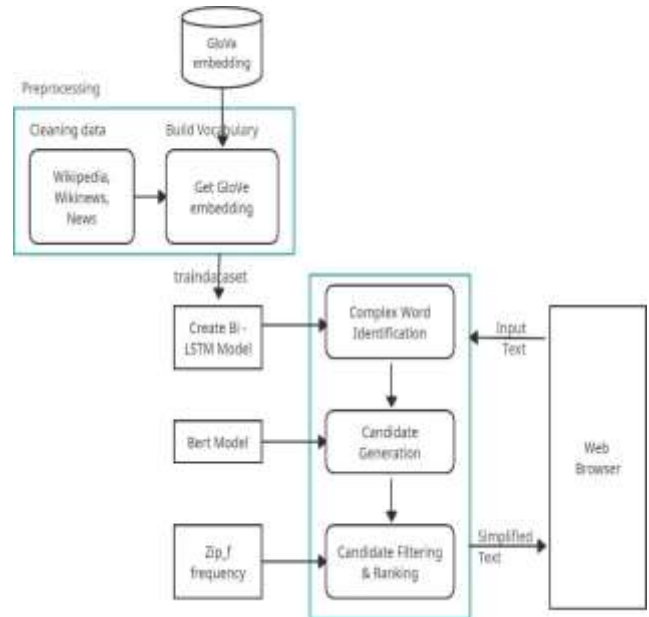 GloVa
embedding
Preprocessing
Cleaning data
Build Vocabulary
Wikipedia,
Wikinews,
News
Get GloVe
embedding
traindataset
Create Bi -
LSTM Model
Complex Word
Identification
Input
Text
Bert Model
Candidate
Generation
Web
Browser
Zip_f
frequency
Candidate Filtering
& Ranking
Simplified
Text